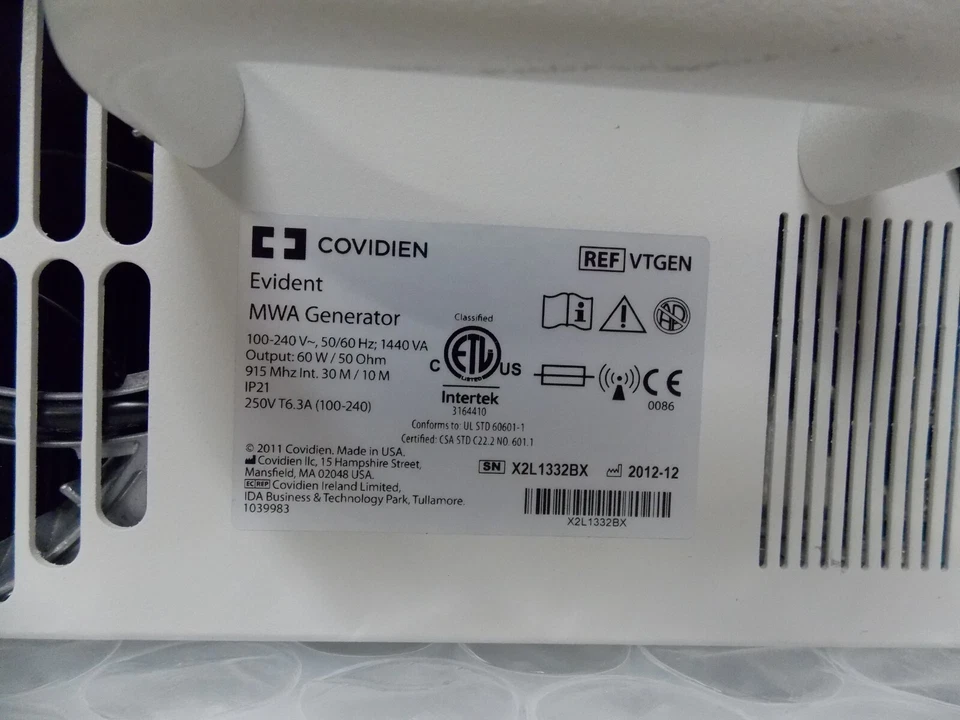 COVIDIEN
REF VTGEN
Evident
MWA Generator
100-240 V~, 50/60 Hz; 1440 VA
Output: 60 W / 50 Ohm
915 Mhz Int. 30 M / 10 M
IP21
250V T6.3A (100-240)
Classified
C ETL US
LISTED
Intertek
3164410
Conforms to: UL STD 60601-1
Certified: CSA STD C22.2 NO. 601.1
CE
0086
© 2011 Covidien. Made in USA.
Covidien llc, 15 Hampshire Street,
Mansfield, MA 02048 USA.
EC REP Covidien Ireland Limited,
IDA Business & Technology Park, Tullamore.
1039983
SN X2L1332BX 2012-12
X2L1332BX